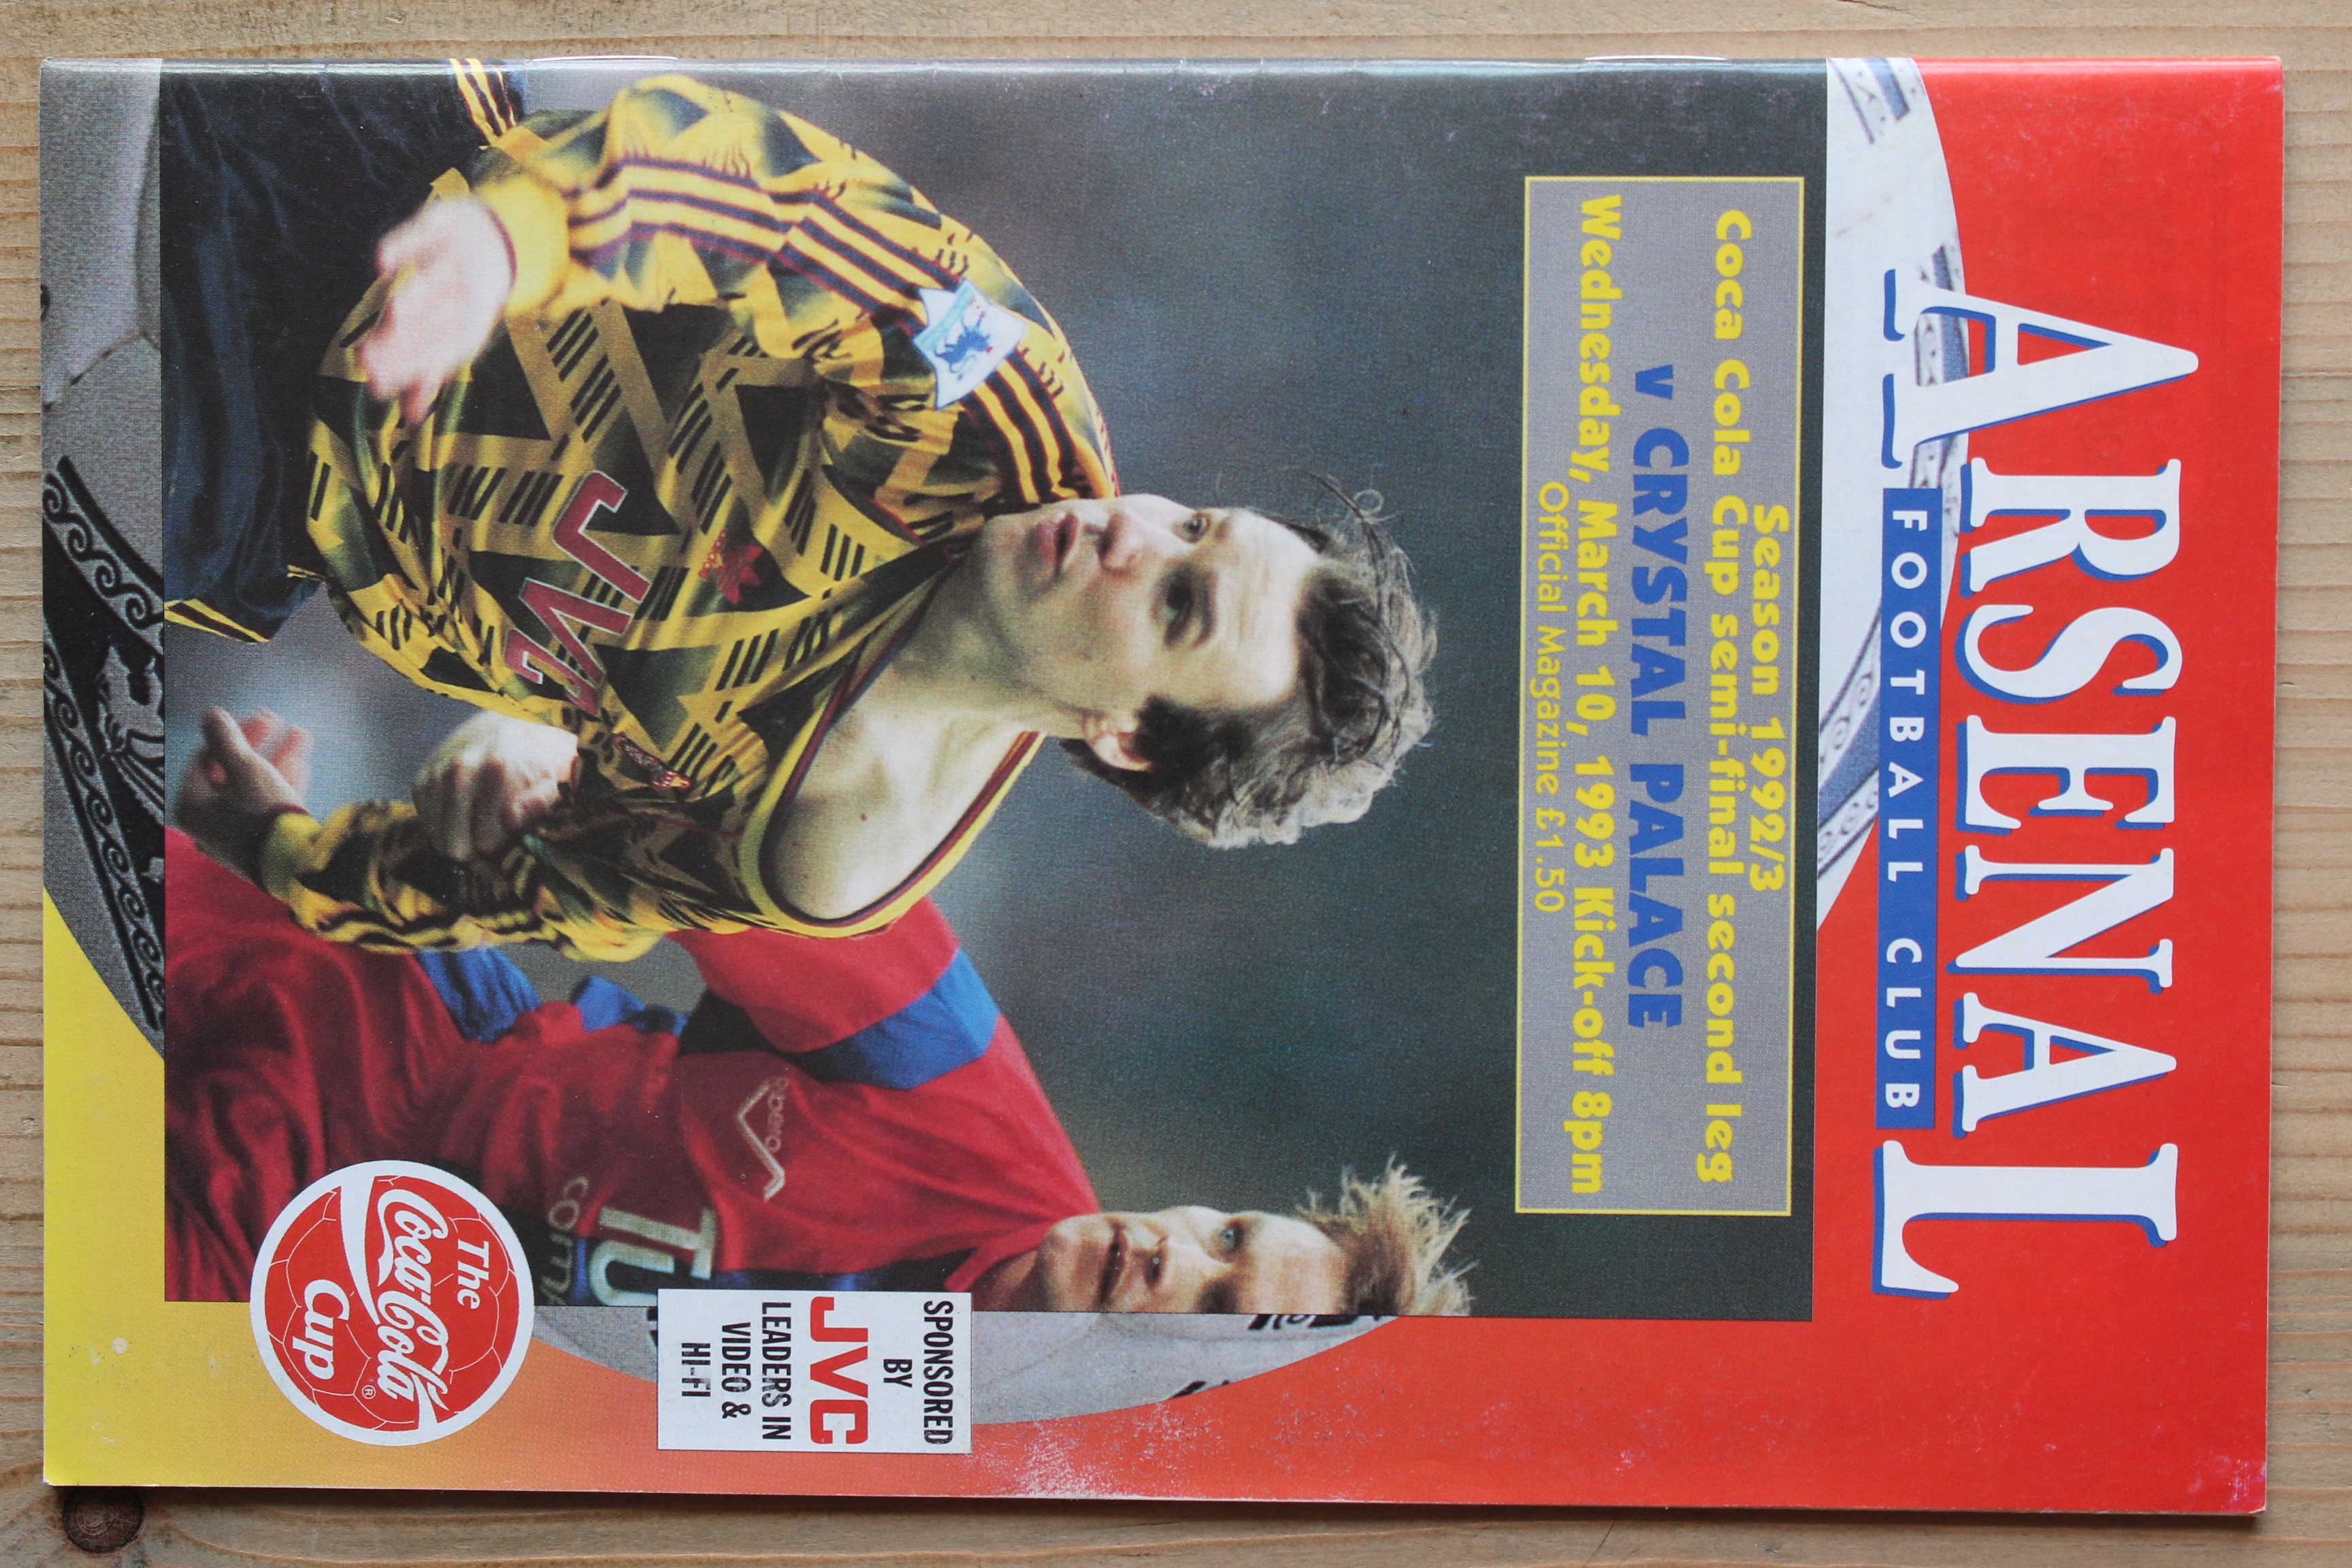 ARSENAL
FOOTBALL CLUB
Season 1992/3
Coca Cola Cup semi-final second leg
v CRYSTAL PALACE
Wednesday, March 10, 1993 Kick-off 8pm
Official Magazine £1.50
JVC
SPONSORED
BY
JVC
LEADERS IN
VIDEO &
HI-FI
The
Coca-Cola®
Cup